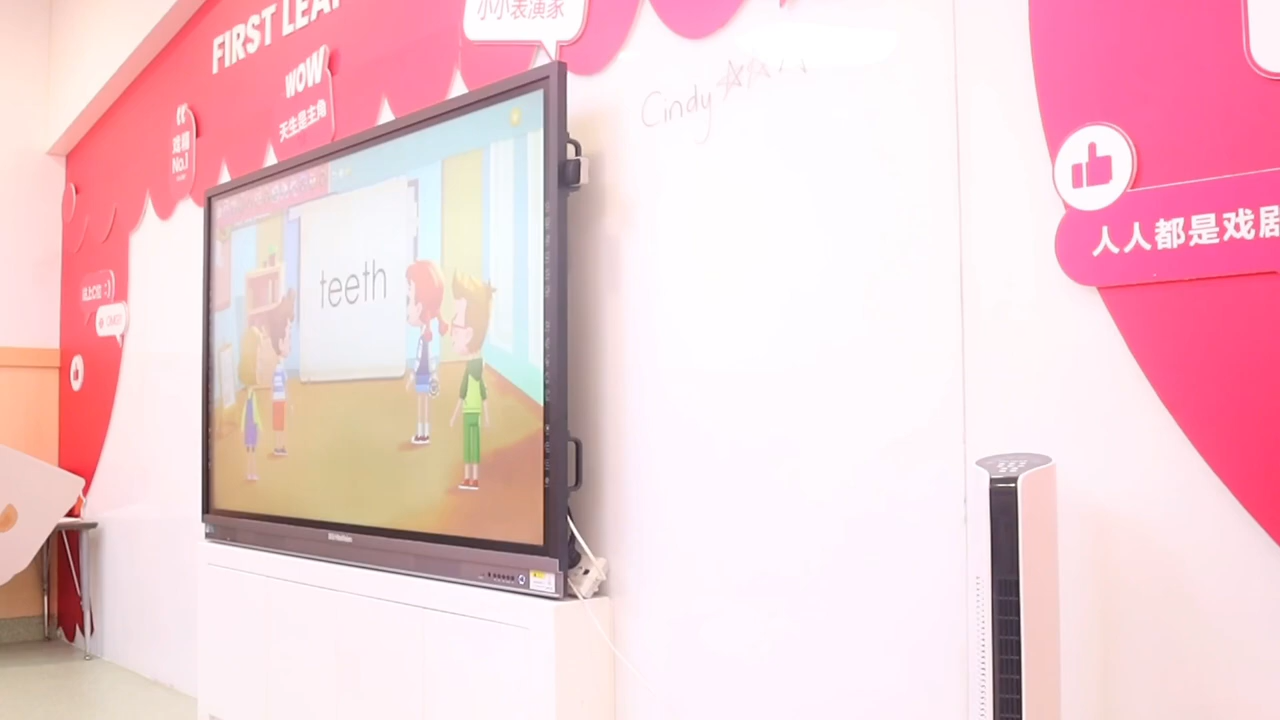 FIRST LEA
小小表演家
WOW
天生是主角
戏精
No.1
Cindy
teeth
人人都是戏剧